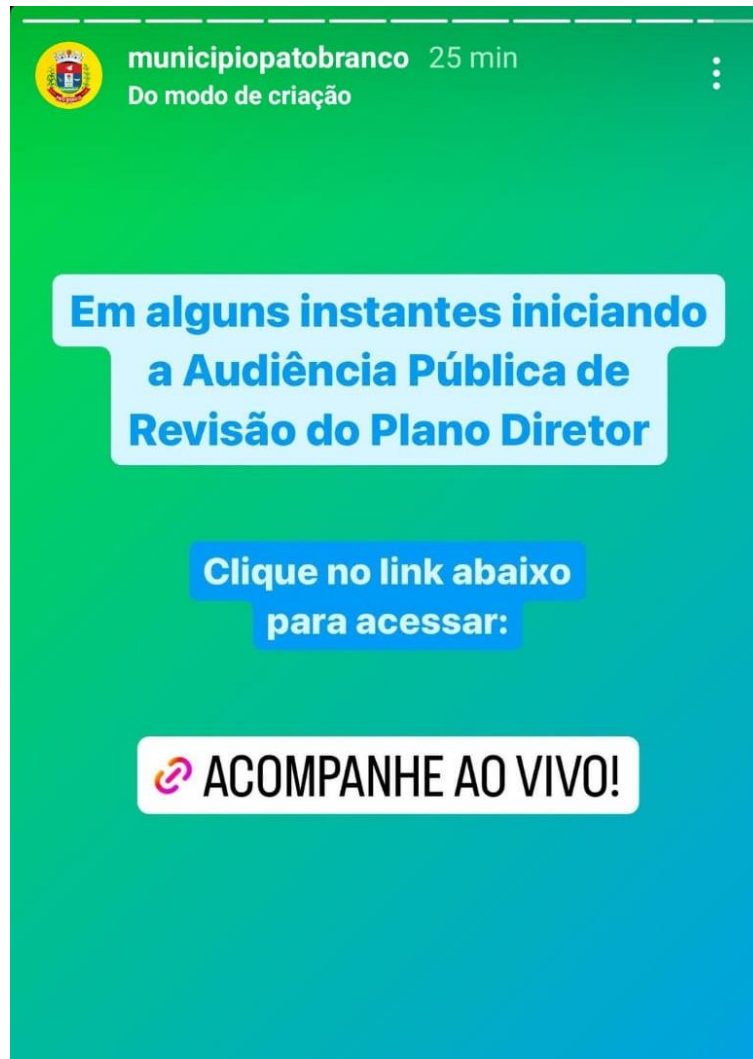 municipiopatobranco 25 min
Do modo de criação
Em alguns instantes iniciando
a Audiência Pública de
Revisão do Plano Diretor
Clique no link abaixo
para acessar:
ACOMPANHE AO VIVO!